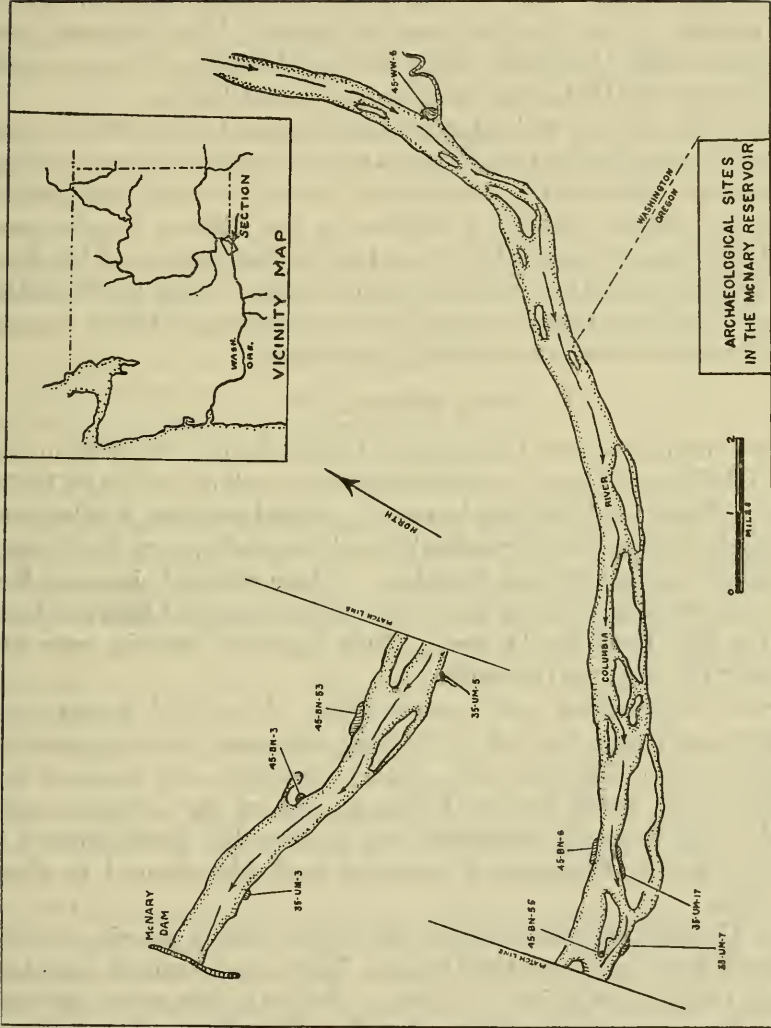 VICINITY MAP
WASH.
ORE.
SECTION
ARCHAEOLOGICAL SITES
IN THE McNARY RESERVOIR
WASHINGTON
OREGON
NORTH
0 1 2
MILES
45-WW-6
COLUMBIA
RIVER
MATCH LINE
McNARY
DAM
35-UM-3
45-BN-3
45-BN-53
35-UM-5
MATCH LINE
45-BN-55
45-BN-6
35-UM-7
35-UM-17